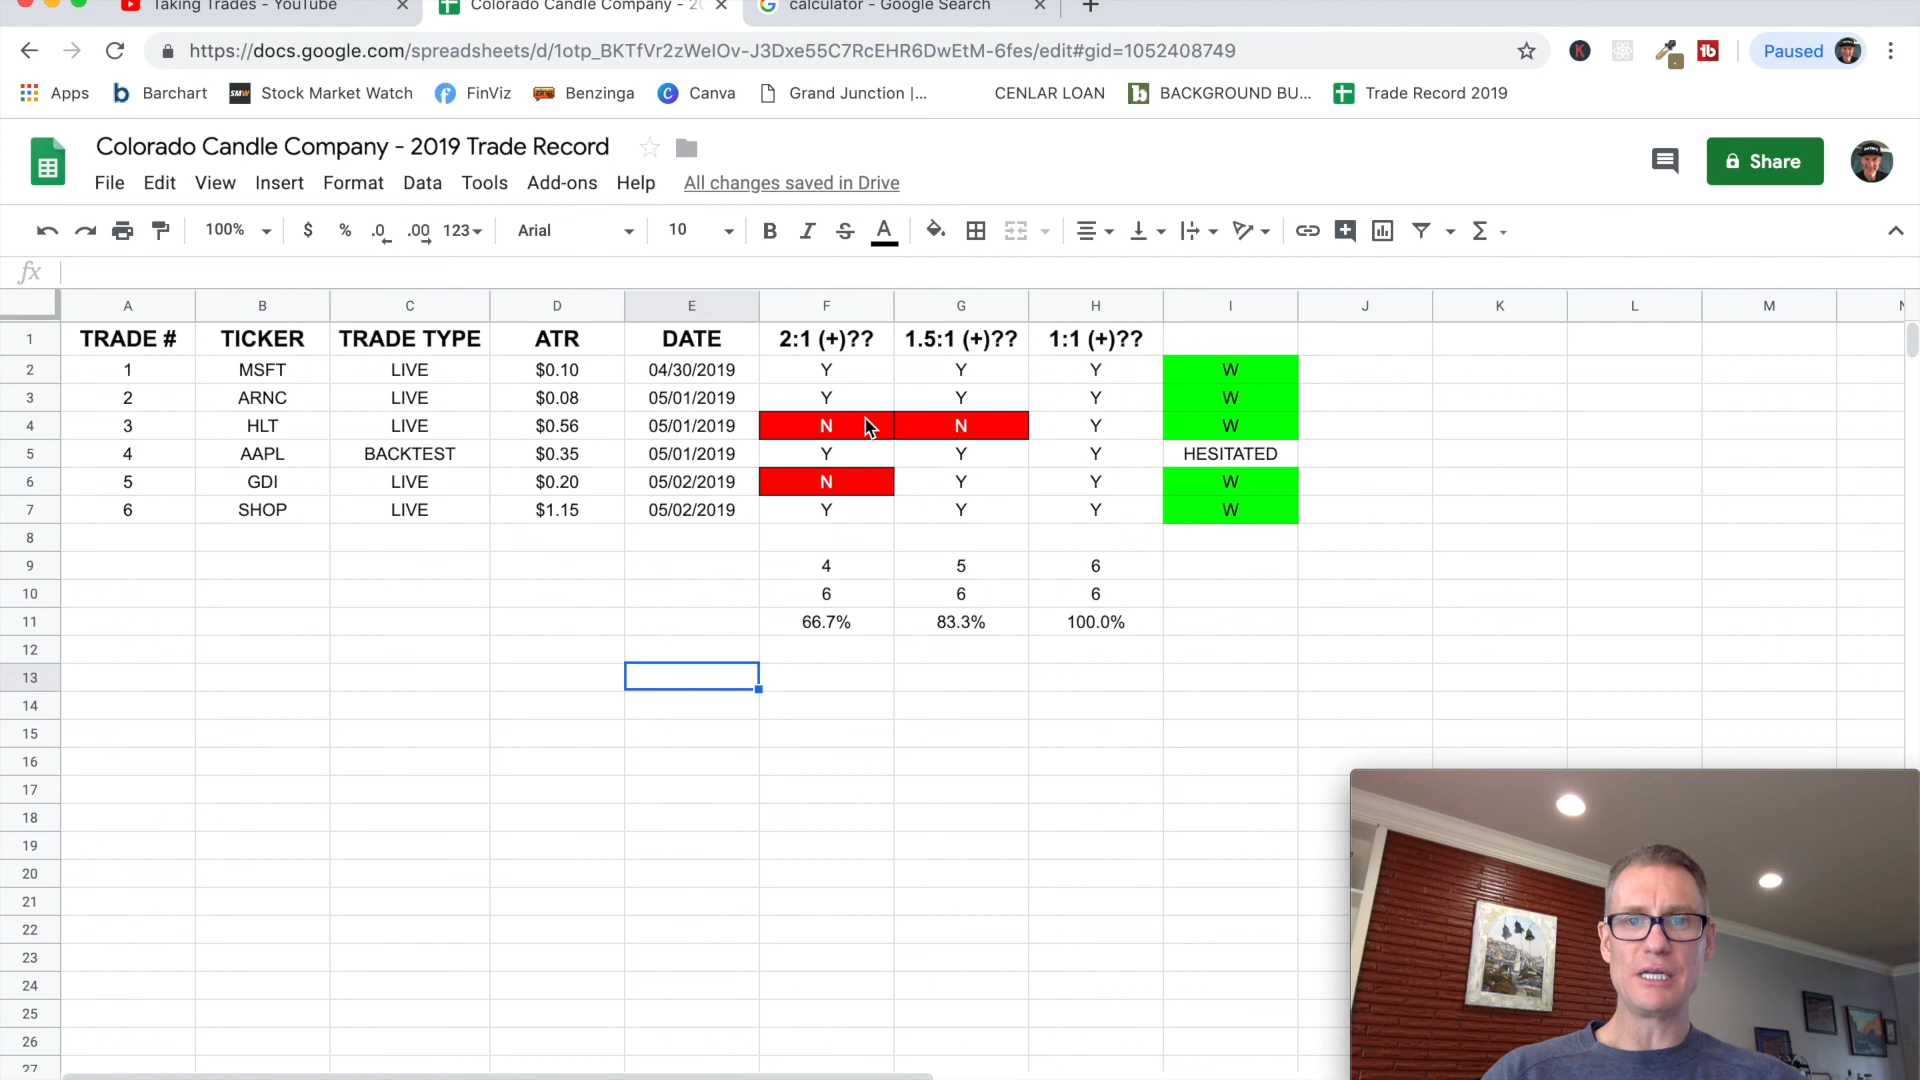 Taking Trades - YouTube
Colorado Candle Company - 20
calculator - Google Search
https://docs.google.com/spreadsheets/d/1otp_BKTfVr2zWelOv-J3Dxe55C7RcEHR6DwEtM-6fes/edit#gid=1052408749
K
Paused
Apps
Barchart
SMW Stock Market Watch
FinViz
Benzinga
Canva
Grand Junction |...
CENLAR LOAN
BACKGROUND BU...
Trade Record 2019
Colorado Candle Company - 2019 Trade Record
File Edit View Insert Format Data Tools Add-ons Help All changes saved in Drive
Share
100% $ % .0 .00 123 Arial 10 B I S A Σ
fx
A B C D E F G H I J K L M N
1 TRADE # TICKER TRADE TYPE ATR DATE 2:1 (+)?? 1.5:1 (+)?? 1:1 (+)??
2 1 MSFT LIVE $0.10 04/30/2019 Y Y Y W
3 2 ARNC LIVE $0.08 05/01/2019 Y Y Y W
4 3 HLT LIVE $0.56 05/01/2019 N N Y W
5 4 AAPL BACKTEST $0.35 05/01/2019 Y Y Y HESITATED
6 5 GDI LIVE $0.20 05/02/2019 N Y Y W
7 6 SHOP LIVE $1.15 05/02/2019 Y Y Y W
8
9 4 5 6
10 6 6 6
11 66.7% 83.3% 100.0%
12
13
14
15
16
17
18
19
20
21
22
23
24
25
26
27